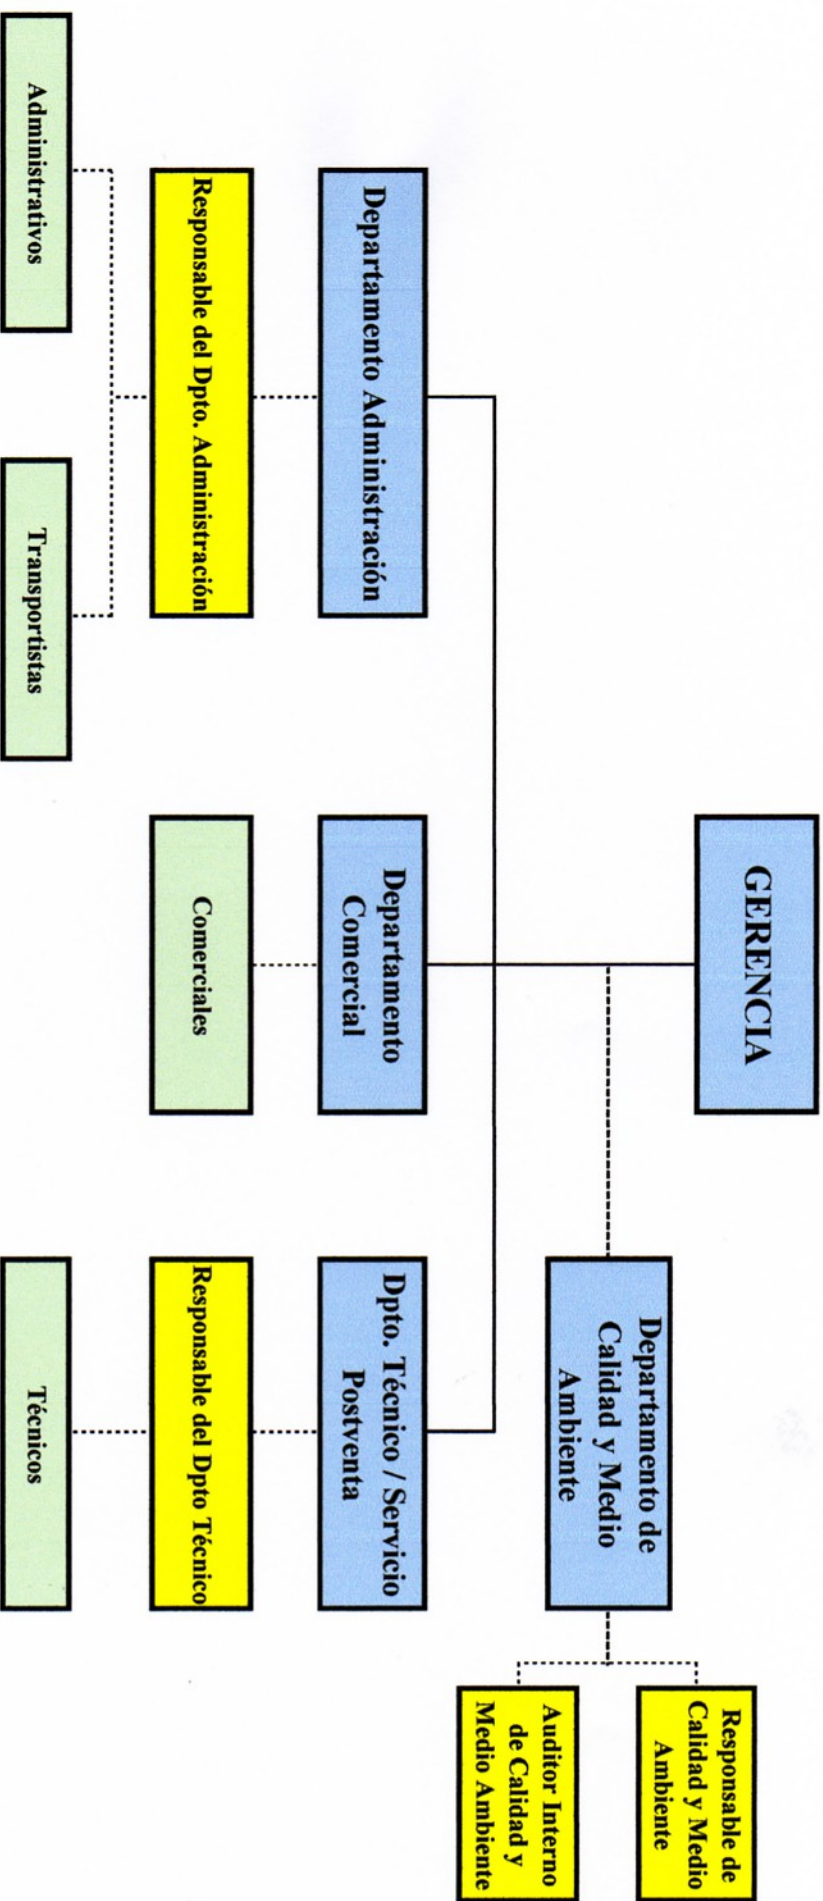 GERENCIA
Departamento de
Calidad y Medio
Ambiente
Responsable de
Calidad y Medio
Ambiente
Auditor Interno
de Calidad y
Medio Ambiente
Departamento Administración
Departamento
Comercial
Dpto. Técnico / Servicio
Postventa
Responsable del Dpto. Administración
Comerciales
Responsable del Dpto Técnico
Administrativos
Transportistas
Técnicos